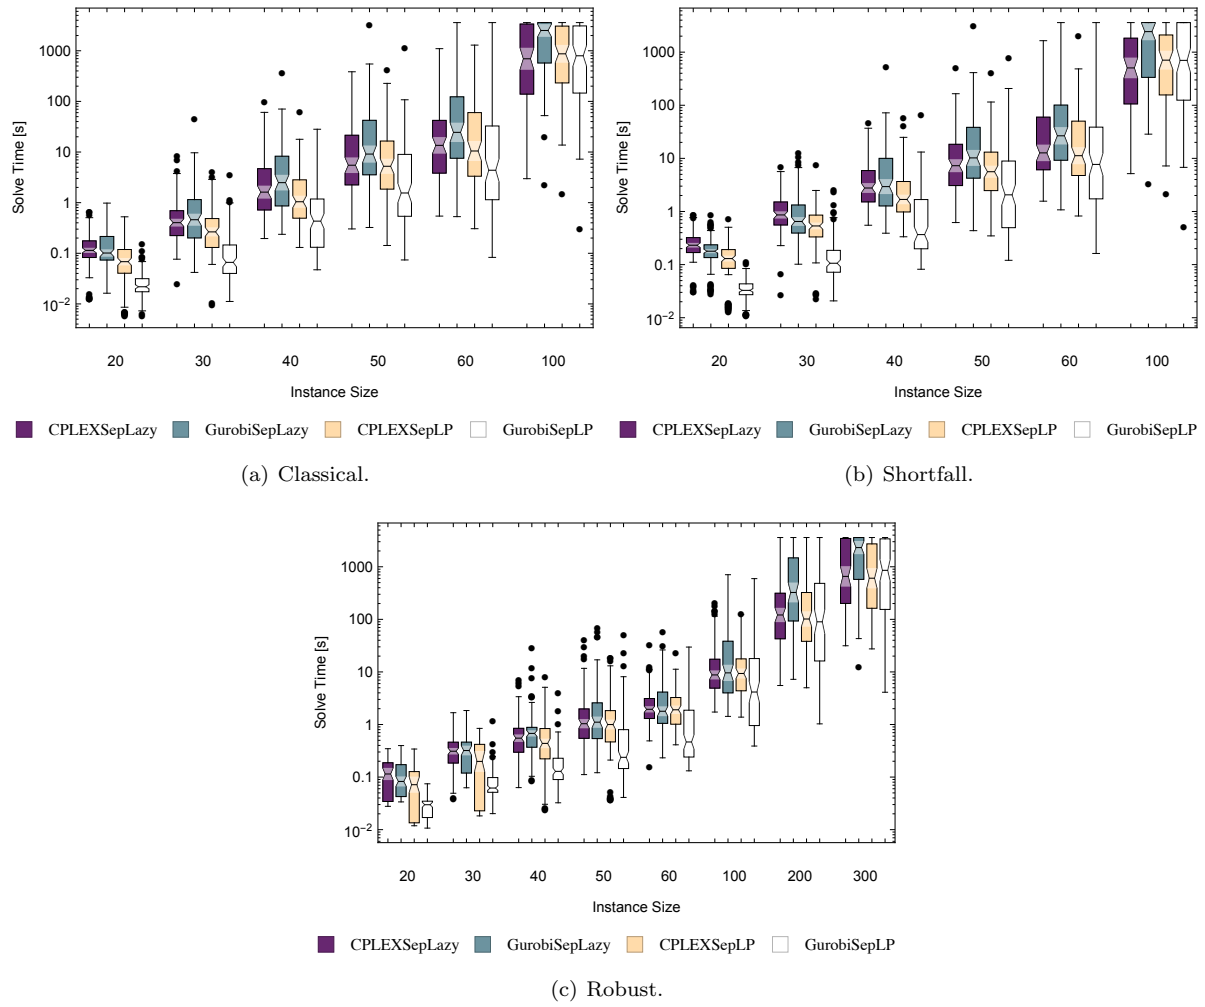 Solve Time [s]
1000
100
10
1
0.1
10−2
20 30 40 50 60 100
Instance Size
CPLEXSepLazy GurobiSepLazy CPLEXSepLP GurobiSepLP
(a) Classical.
Solve Time [s]
1000
100
10
1
0.1
10−2
20 30 40 50 60 100
Instance Size
CPLEXSepLazy GurobiSepLazy CPLEXSepLP GurobiSepLP
(b) Shortfall.
Solve Time [s]
1000
100
10
1
0.1
10−2
20 30 40 50 60 100 200 300
Instance Size
CPLEXSepLazy GurobiSepLazy CPLEXSepLP GurobiSepLP
(c) Robust.